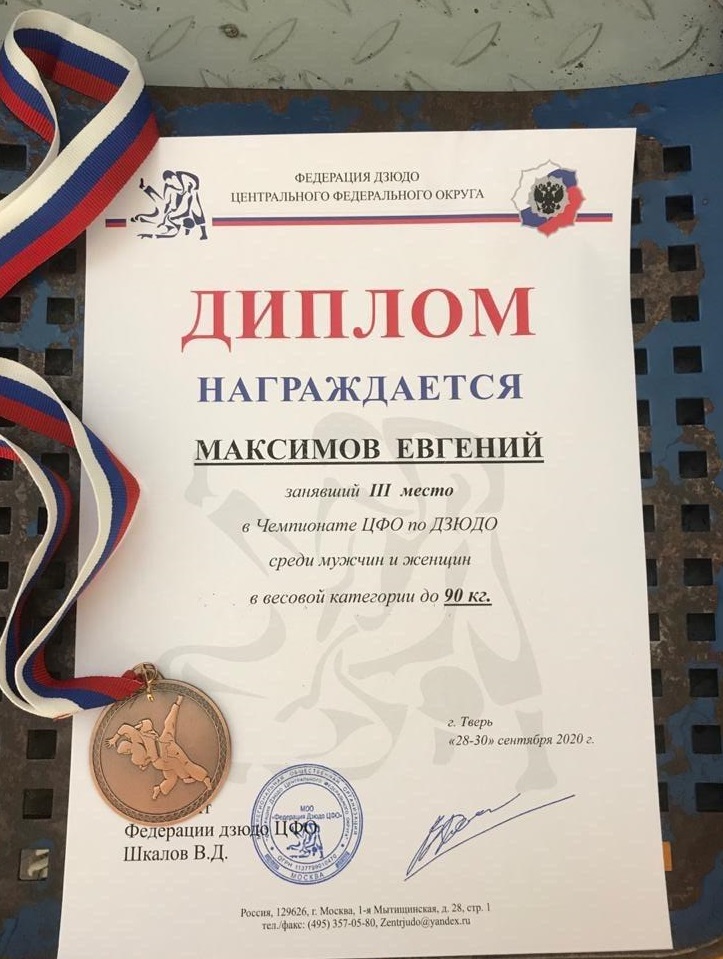 ФЕДЕРАЦИЯ ДЗЮДО
ЦЕНТРАЛЬНОГО ФЕДЕРАЛЬНОГО ОКРУГА
ДИПЛОМ
НАГРАЖДАЕТСЯ
МАКСИМОВ ЕВГЕНИЙ
занявший III место
в Чемпионате ЦФО по ДЗЮДО
среди мужчин и женщин
в весовой категории до 90 кг.
г. Тверь
«28-30» сентября 2020 г.
Федерации дзюдо ЦФО
Шкалов В.Д.
МОО
«Федерация Дзюдо ЦФО»
МОСКВА
Россия, 129626, г. Москва, 1-я Мытищинская, д. 28, стр. 1
тел./факс: (495) 357-05-80, Zentrjudo@yandex.ru